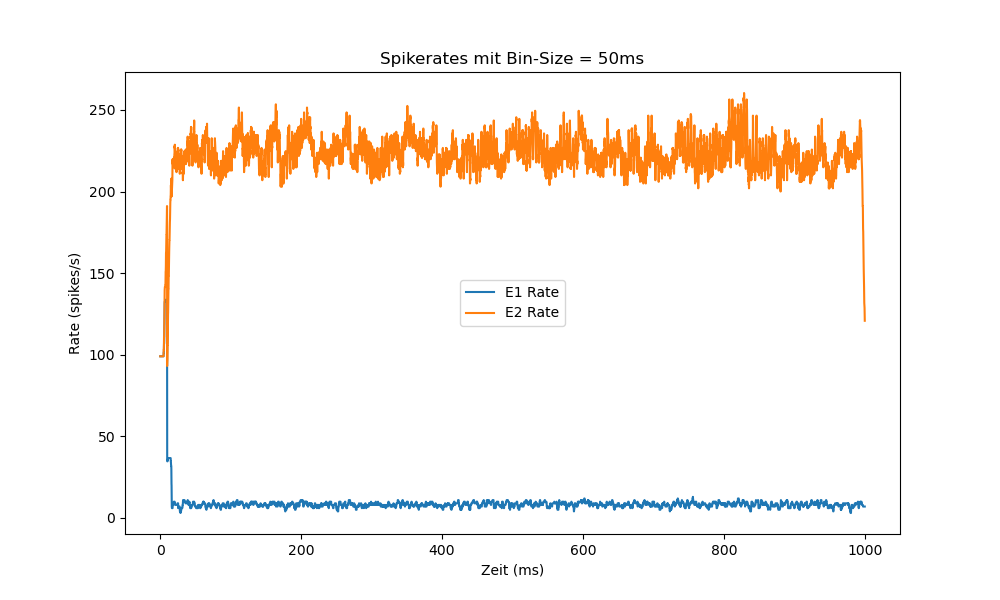 Spikerates mit Bin-Size = 50ms
250
200
150
100
50
0
Rate (spikes/s)
E1 Rate
E2 Rate
0
200
400
600
800
1000
Zeit (ms)